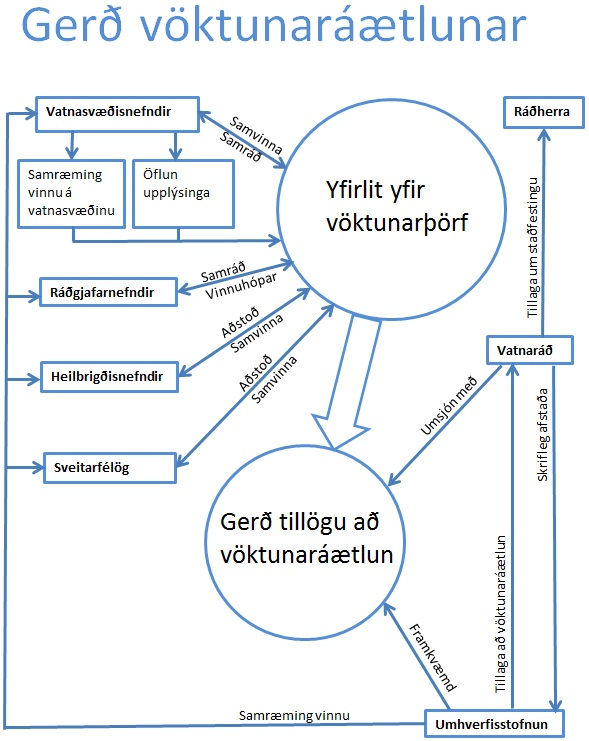 Gerð vöktunaráætlunar
Vatnasvæðisnefndir
Samvinna
Samráð
Ráðherra
Samræming
vinnu á
vatnasvæðinu
Öflun
upplýsinga
Yfirlit yfir
vöktunarþörf
Samráð
Vinnuhópar
Ráðgjafarnefndir
Aðstoð
Samvinna
Heilbrigðisnefndir
Aðstoð
Samvinna
Sveitarfélög
Tillaga um staðfestingu
Vatnaráð
Umsjón með
Skrifleg afstaða
Gerð tillögu að
vöktunaráætlun
Tillaga að vöktunaráætlun
Framkvæmd
Samræming vinnu
Umhverfisstofnun